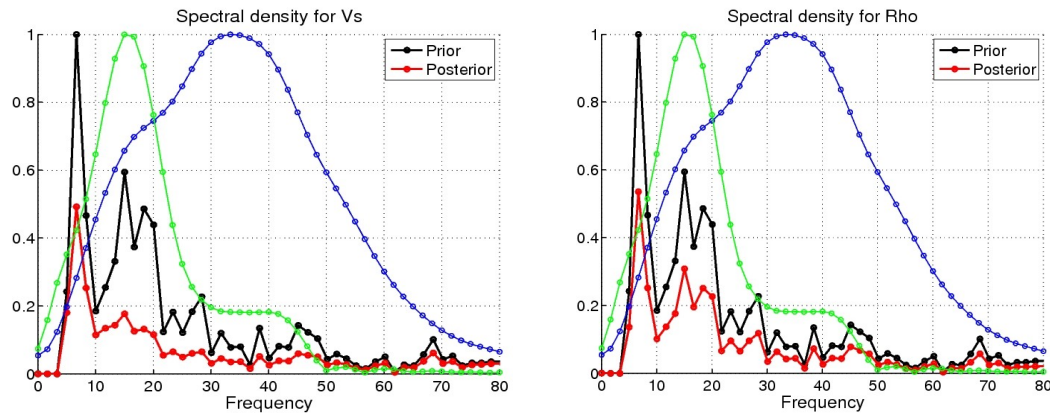 Spectral density for Vs
1
0.8
0.6
0.4
0.2
0
0 10 20 30 40 50 60 70 80
Frequency
Prior
Posterior
Spectral density for Rho
1
0.8
0.6
0.4
0.2
0
0 10 20 30 40 50 60 70 80
Frequency
Prior
Posterior